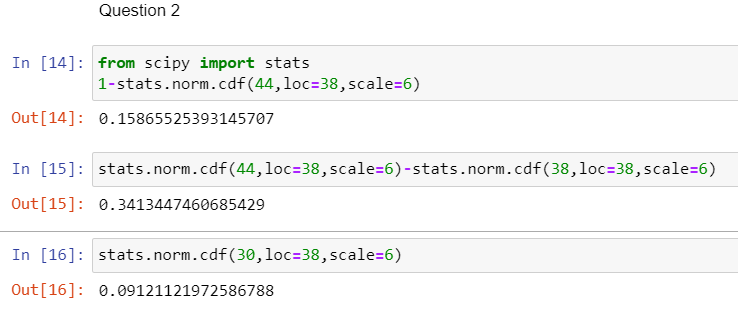 Question 2
In [14]: from scipy import stats
1-stats.norm.cdf(44,loc=38,scale=6)
Out[14]: 0.15865525393145707
In [15]: stats.norm.cdf(44,loc=38,scale=6)-stats.norm.cdf(38,loc=38,scale=6)
Out[15]: 0.3413447460685429
In [16]: stats.norm.cdf(30,loc=38,scale=6)
Out[16]: 0.09121121972586788